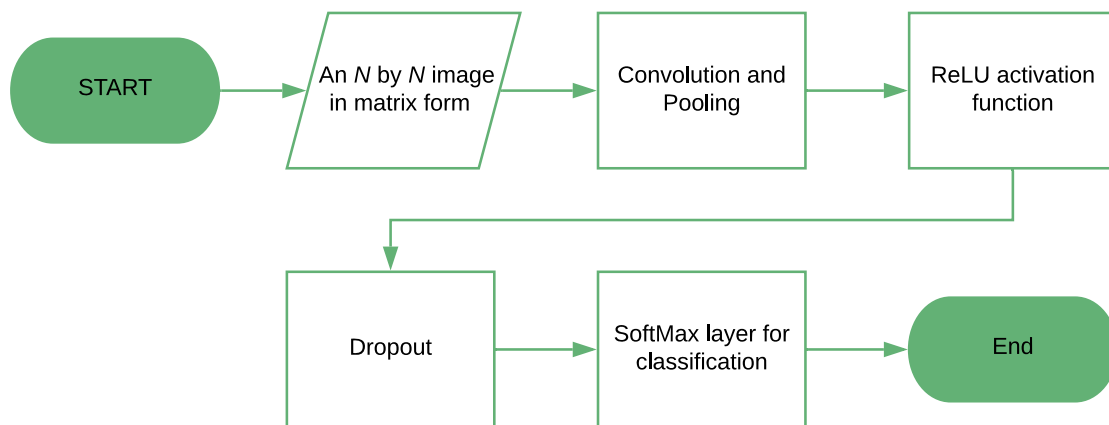 START
An N by N image
in matrix form
Convolution and
Pooling
ReLU activation
function
Dropout
SoftMax layer for
classification
End